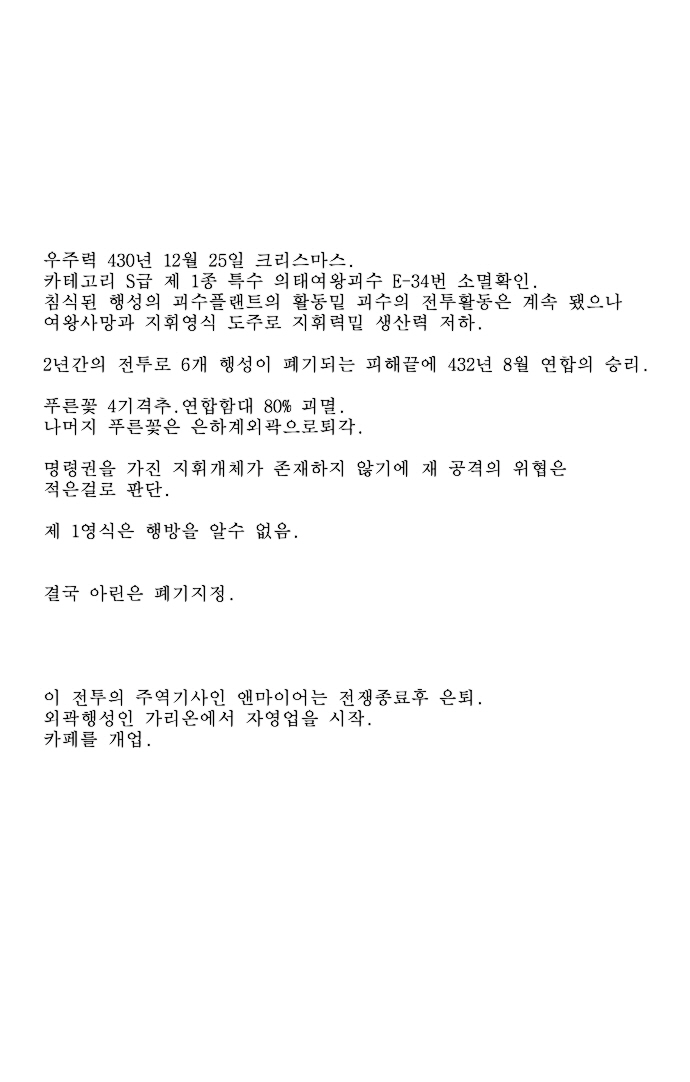 우주력 430년 12월 25일 크리스마스.
카테고리 S급 제 1종 특수 의태여왕괴수 E-34번 소멸확인.
침식된 행성의 괴수플랜트의 활동밑 괴수의 전투활동은 계속 됐으나
여왕사망과 지휘영식 도주로 지휘력밑 생산력 저하.
2년간의 전투로 6개 행성이 폐기되는 피해끝에 432년 8월 연합의 승리.
푸른꽃 4기격추.연합함대 80% 괴멸.
나머지 푸른꽃은 은하계외곽으로퇴각.
명령권을 가진 지휘개체가 존재하지 않기에 재 공격의 위협은
적은걸로 판단.
제 1영식은 행방을 알수 없음.
결국 아린은 폐기지정.
이 전투의 주역기사인 앤마이어는 전쟁종료후 은퇴.
외곽행성인 가리온에서 자영업을 시작.
카페를 개업.